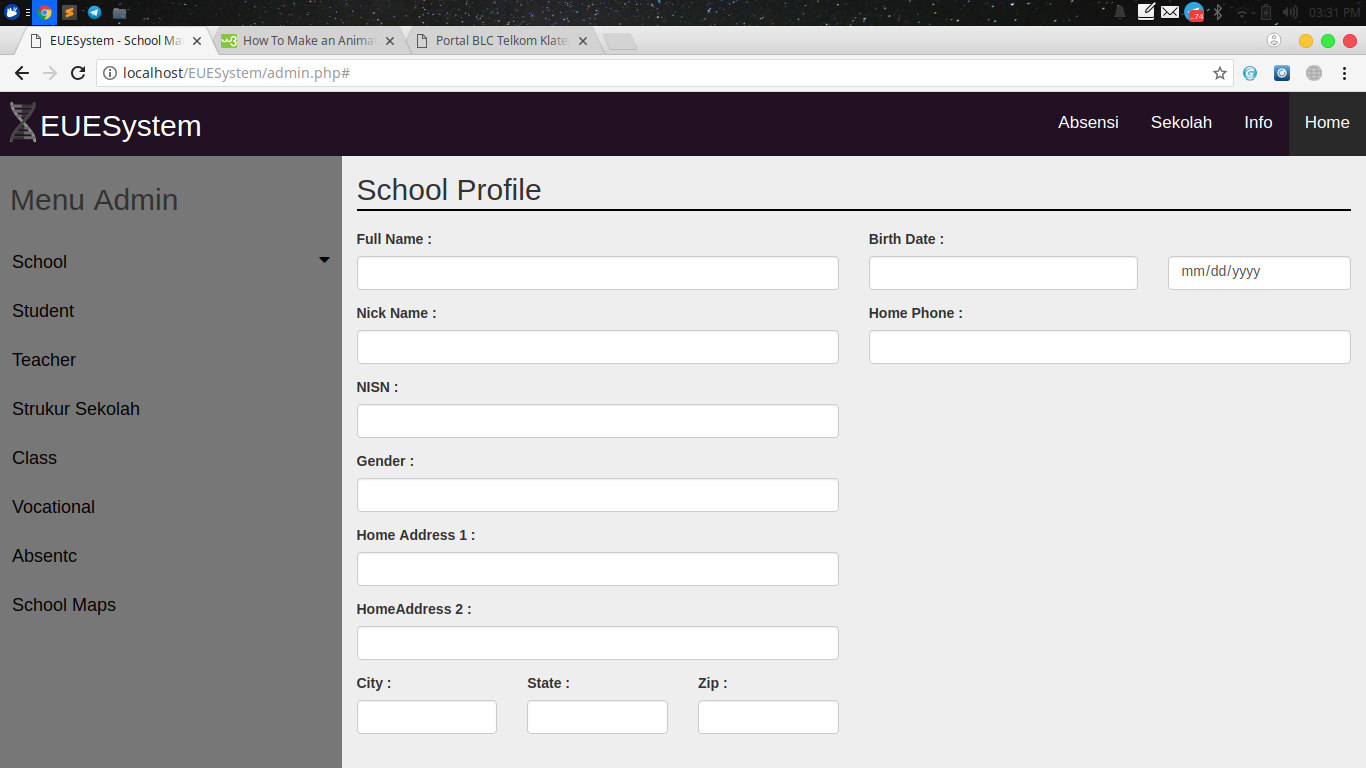 74
03:31 PM
EUESystem - School Ma
How To Make an Animat
Portal BLC Telkom Klate
localhost/EUESystem/admin.php#
EUESystem
Absensi
Sekolah
Info
Home
Menu Admin
School
Student
Teacher
Strukur Sekolah
Class
Vocational
Absentc
School Maps
School Profile
Full Name :
Birth Date :
mm/dd/yyyy
Nick Name :
Home Phone :
NISN :
Gender :
Home Address 1 :
HomeAddress 2 :
City :
State :
Zip :